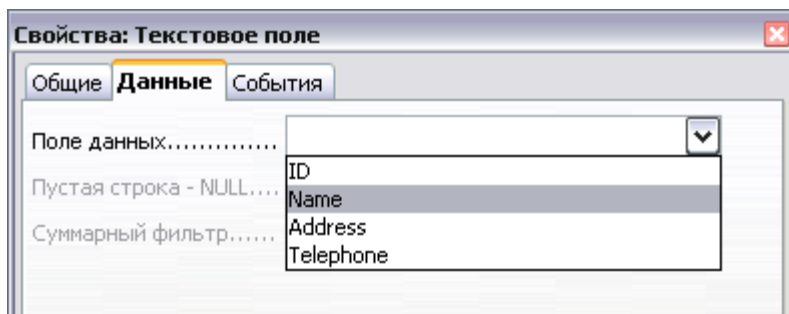 Свойства: Текстовое поле
Общие Данные События
Поле данных..............
ID
Пустая строка - NULL....
Name
Address
Суммарный фильтр......
Telephone